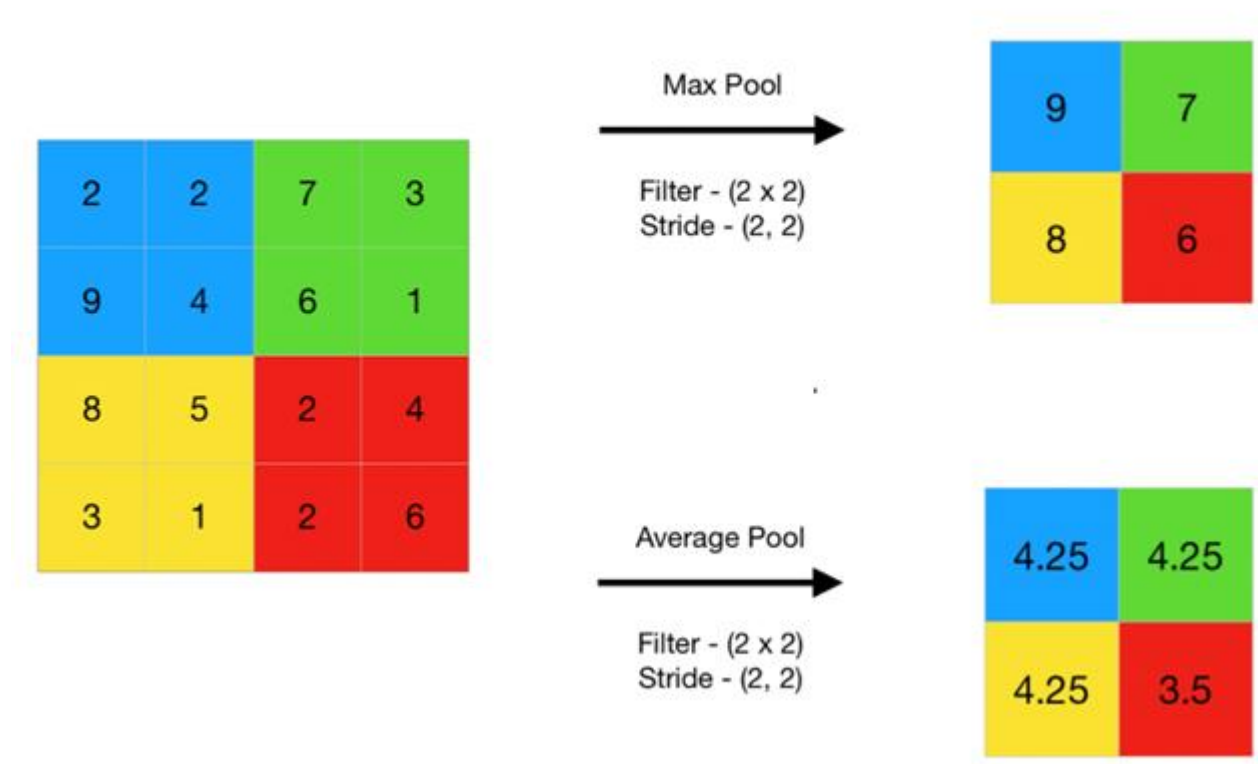 2 2 7 3
9 4 6 1
8 5 2 4
3 1 2 6
Max Pool
Filter - (2 x 2)
Stride - (2, 2)
9 7
8 6
Average Pool
Filter - (2 x 2)
Stride - (2, 2)
4.25 4.25
4.25 3.5